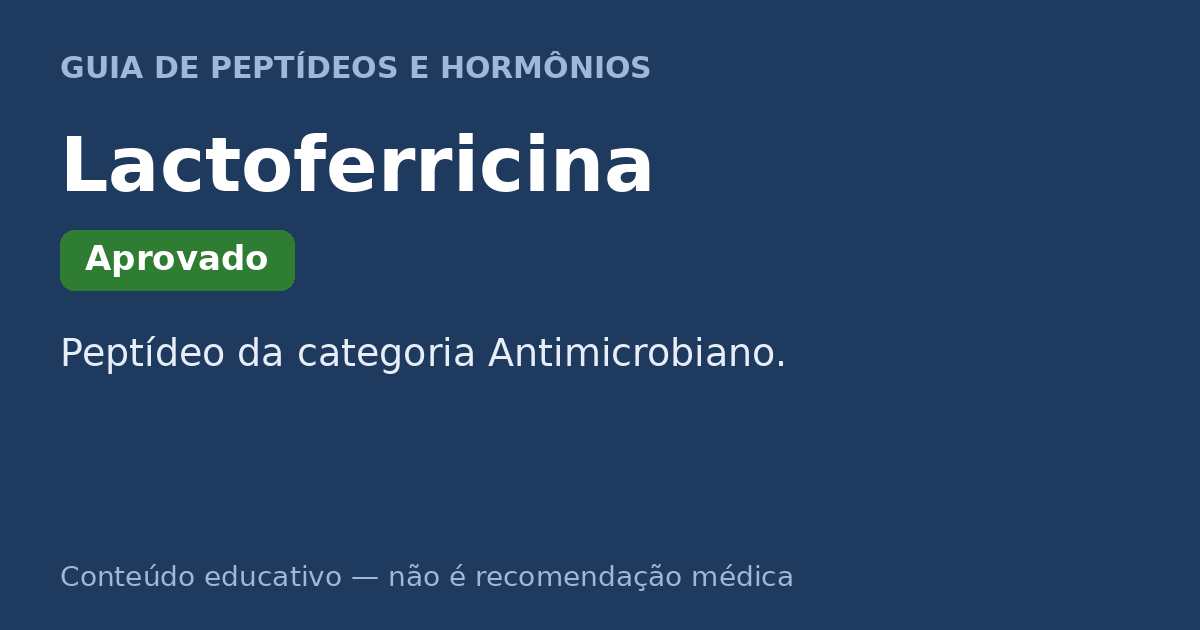 GUIA DE PEPTÍDEOS E HORMÔNIOS
Lactoferricina
Aprovado
Peptídeo da categoria Antimicrobiano.
Conteúdo educativo — não é recomendação médica